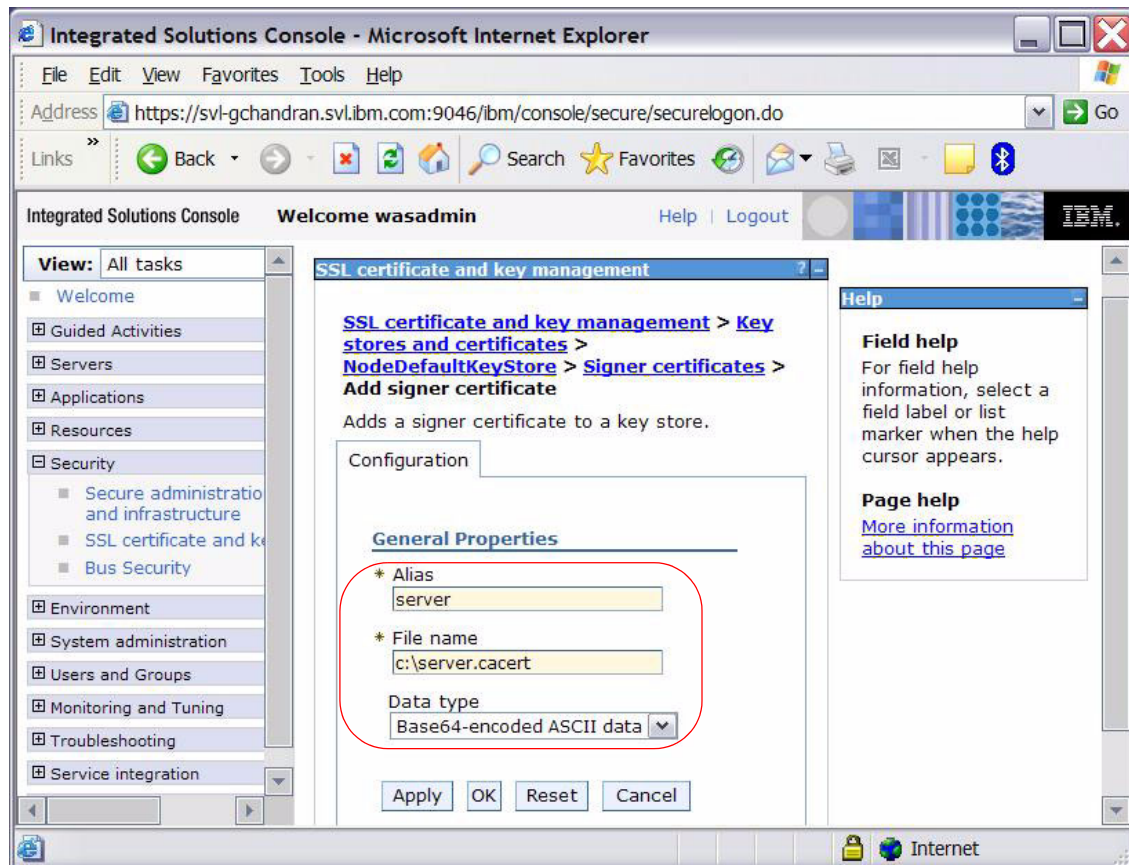 Integrated Solutions Console - Microsoft Internet Explorer
File Edit View Favorites Tools Help
Address https://svl-gchandran.svl.ibm.com:9046/ibm/console/secure/securelogon.do Go
Links » Back Search Favorites
Integrated Solutions Console Welcome wasadmin Help | Logout IBM.
View: All tasks
Welcome
Guided Activities
Servers
Applications
Resources
Security
Secure administratio
and infrastructure
SSL certificate and ke
Bus Security
Environment
System administration
Users and Groups
Monitoring and Tuning
Troubleshooting
Service integration
SSL certificate and key management ? -
SSL certificate and key management > Key
stores and certificates >
NodeDefaultKeyStore > Signer certificates >
Add signer certificate
Adds a signer certificate to a key store.
Configuration
General Properties
* Alias
server
* File name
c:\server.cacert
Data type
Base64-encoded ASCII data
Apply OK Reset Cancel
Help -
Field help
For field help
information, select a
field label or list
marker when the help
cursor appears.
Page help
More information
about this page
Internet